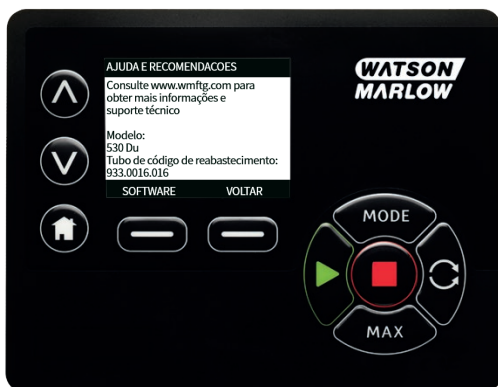 AJUDA E RECOMENDACOES
Consulte www.wmftg.com para
obter mais informações e
suporte técnico
Modelo:
530 Du
Tubo de código de reabastecimento:
933.0016.016
SOFTWARE VOLTAR
WATSON
MARLOW
MODE
MAX